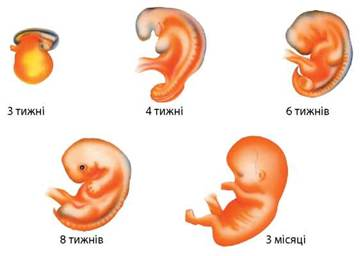 3 тижні
4 тижні
6 тижнів
8 тижнів
3 місяці